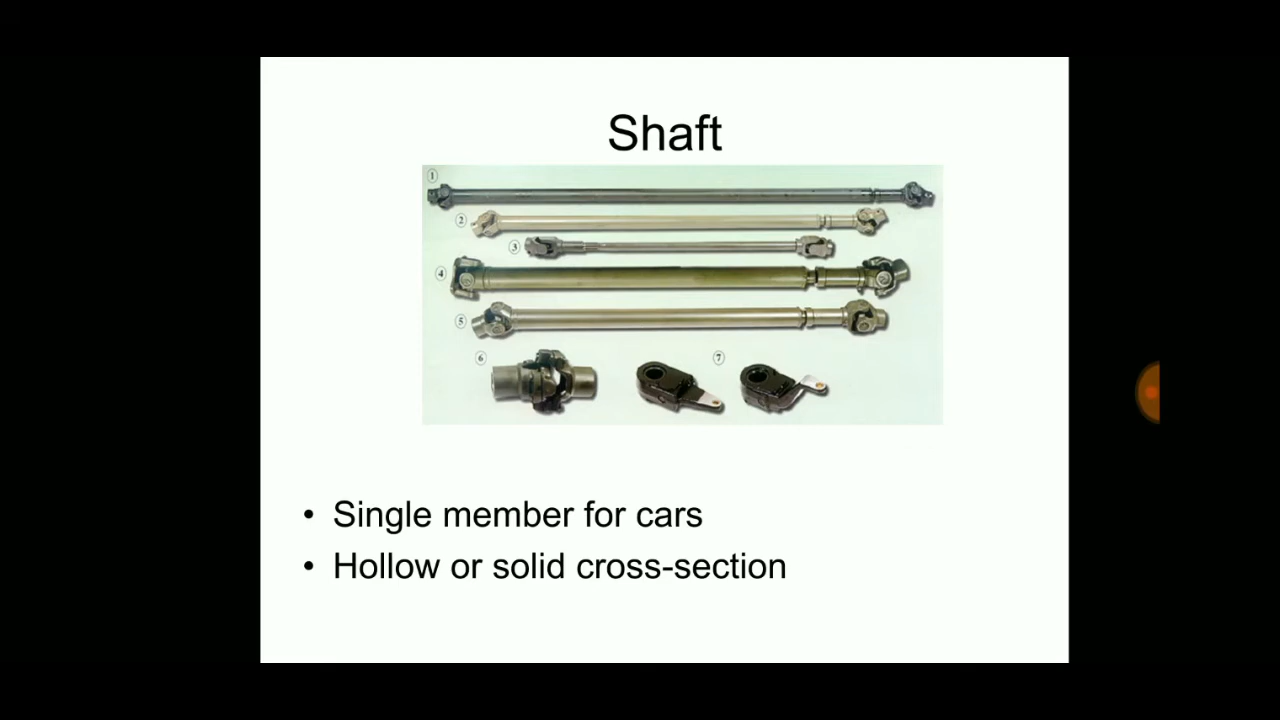 Shaft
1
2
3
4
5
6
7
• Single member for cars
• Hollow or solid cross-section